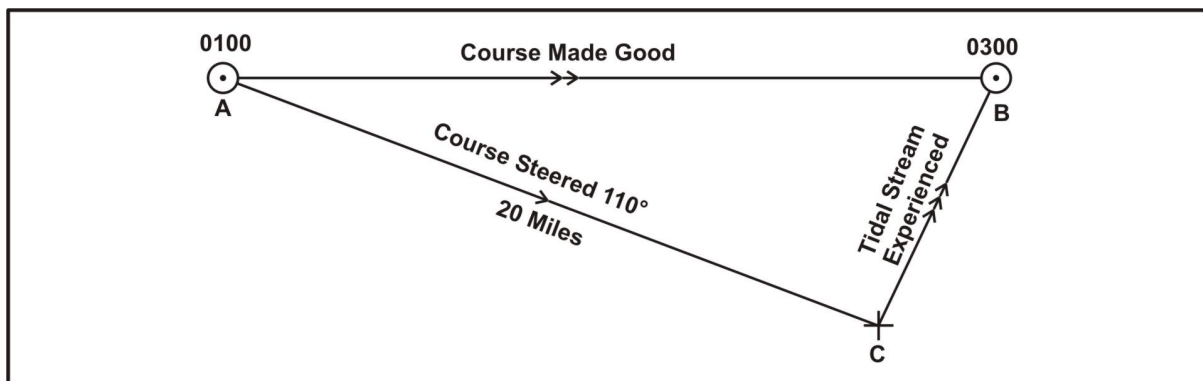 0100
Course Made Good
0300
A
B
Course Steered 110°
20 Miles
Tidal Stream
Experienced
C